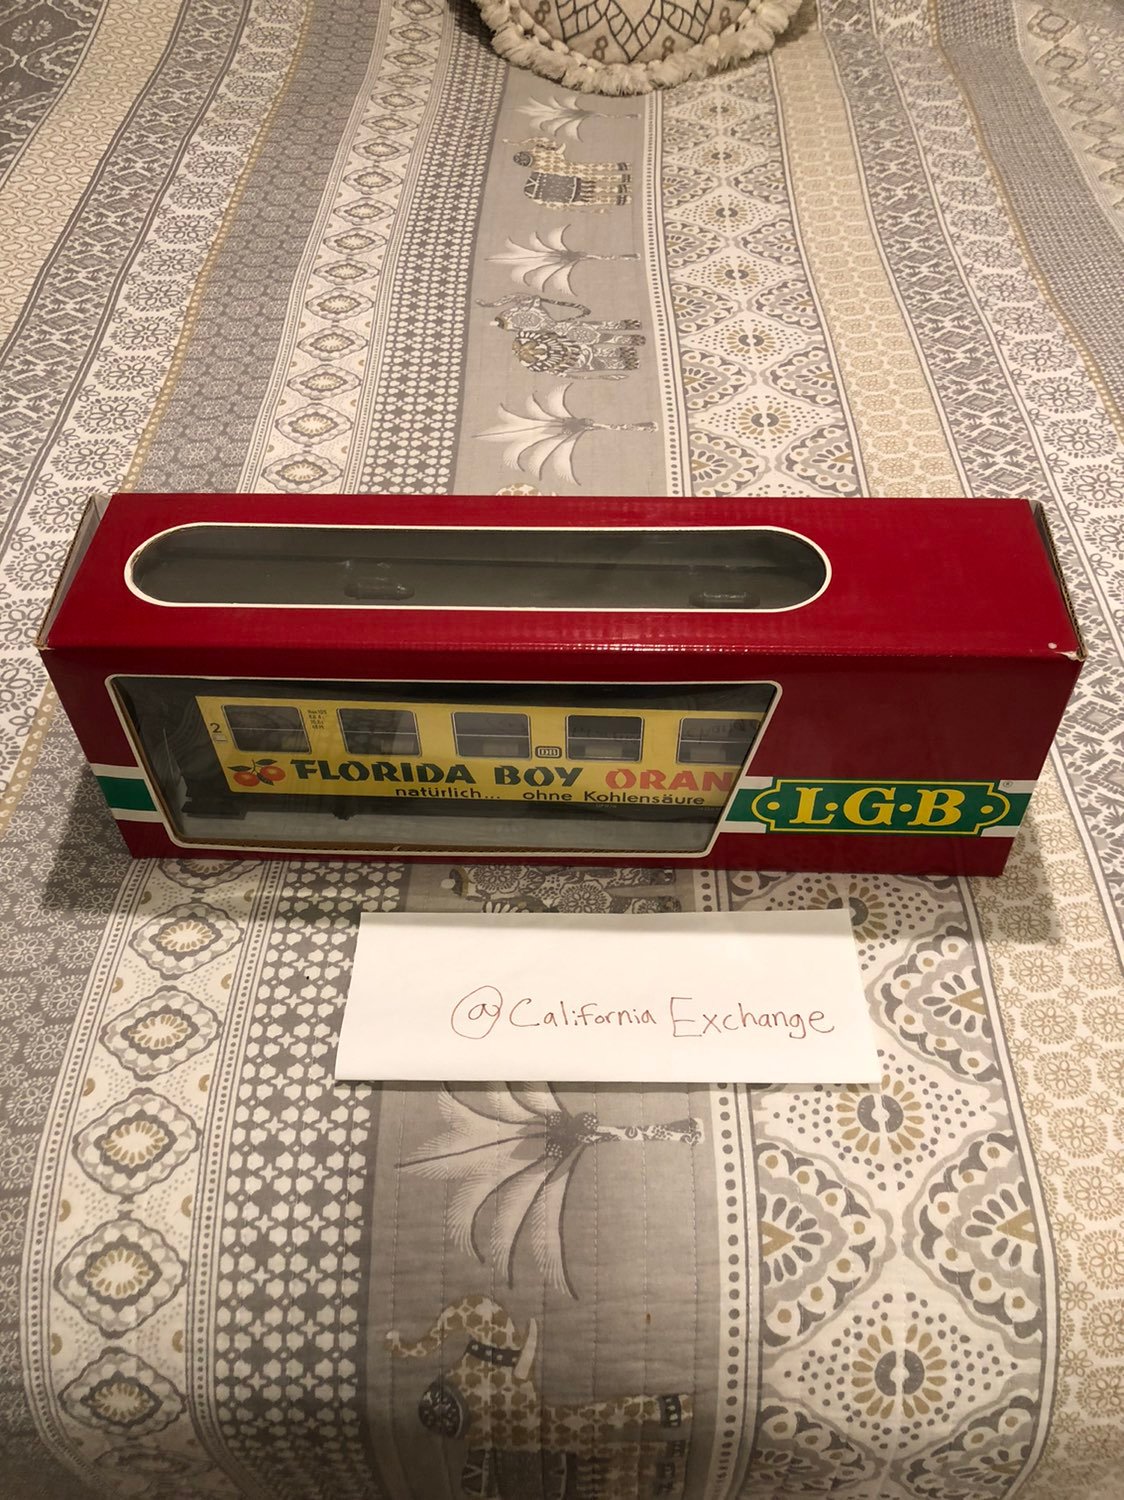 2
DB
FLORIDA BOY ORAN
natürlich... ohne Kohlensäure
L·G·B ®
@California Exchange